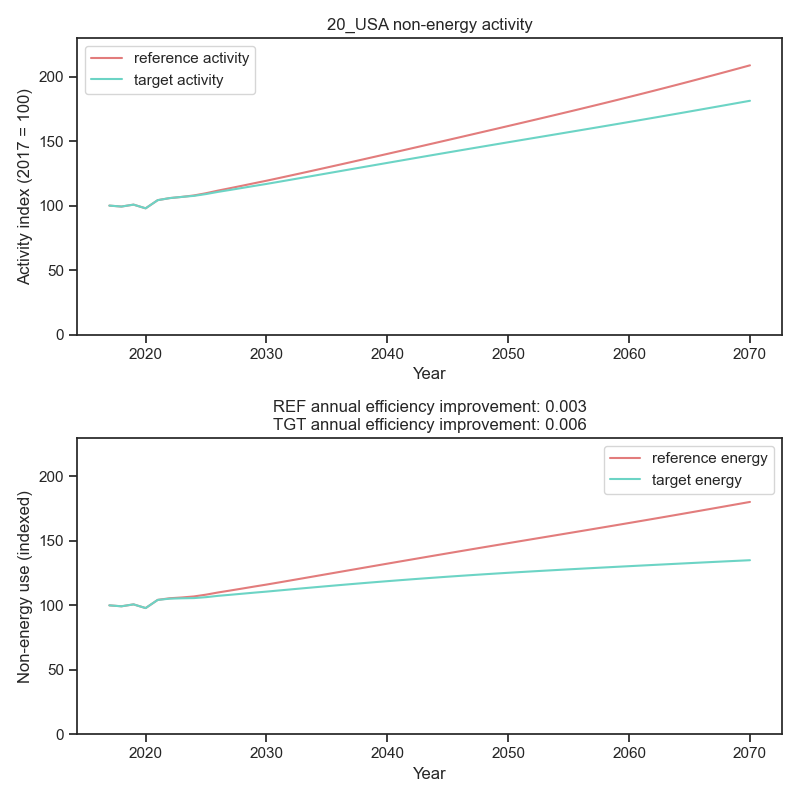 20_USA non-energy activity
reference activity
target activity
Activity index (2017 = 100)
200
150
100
50
0
2020 2030 2040 2050 2060 2070
Year
REF annual efficiency improvement: 0.003
TGT annual efficiency improvement: 0.006
reference energy
target energy
Non-energy use (indexed)
200
150
100
50
0
2020 2030 2040 2050 2060 2070
Year